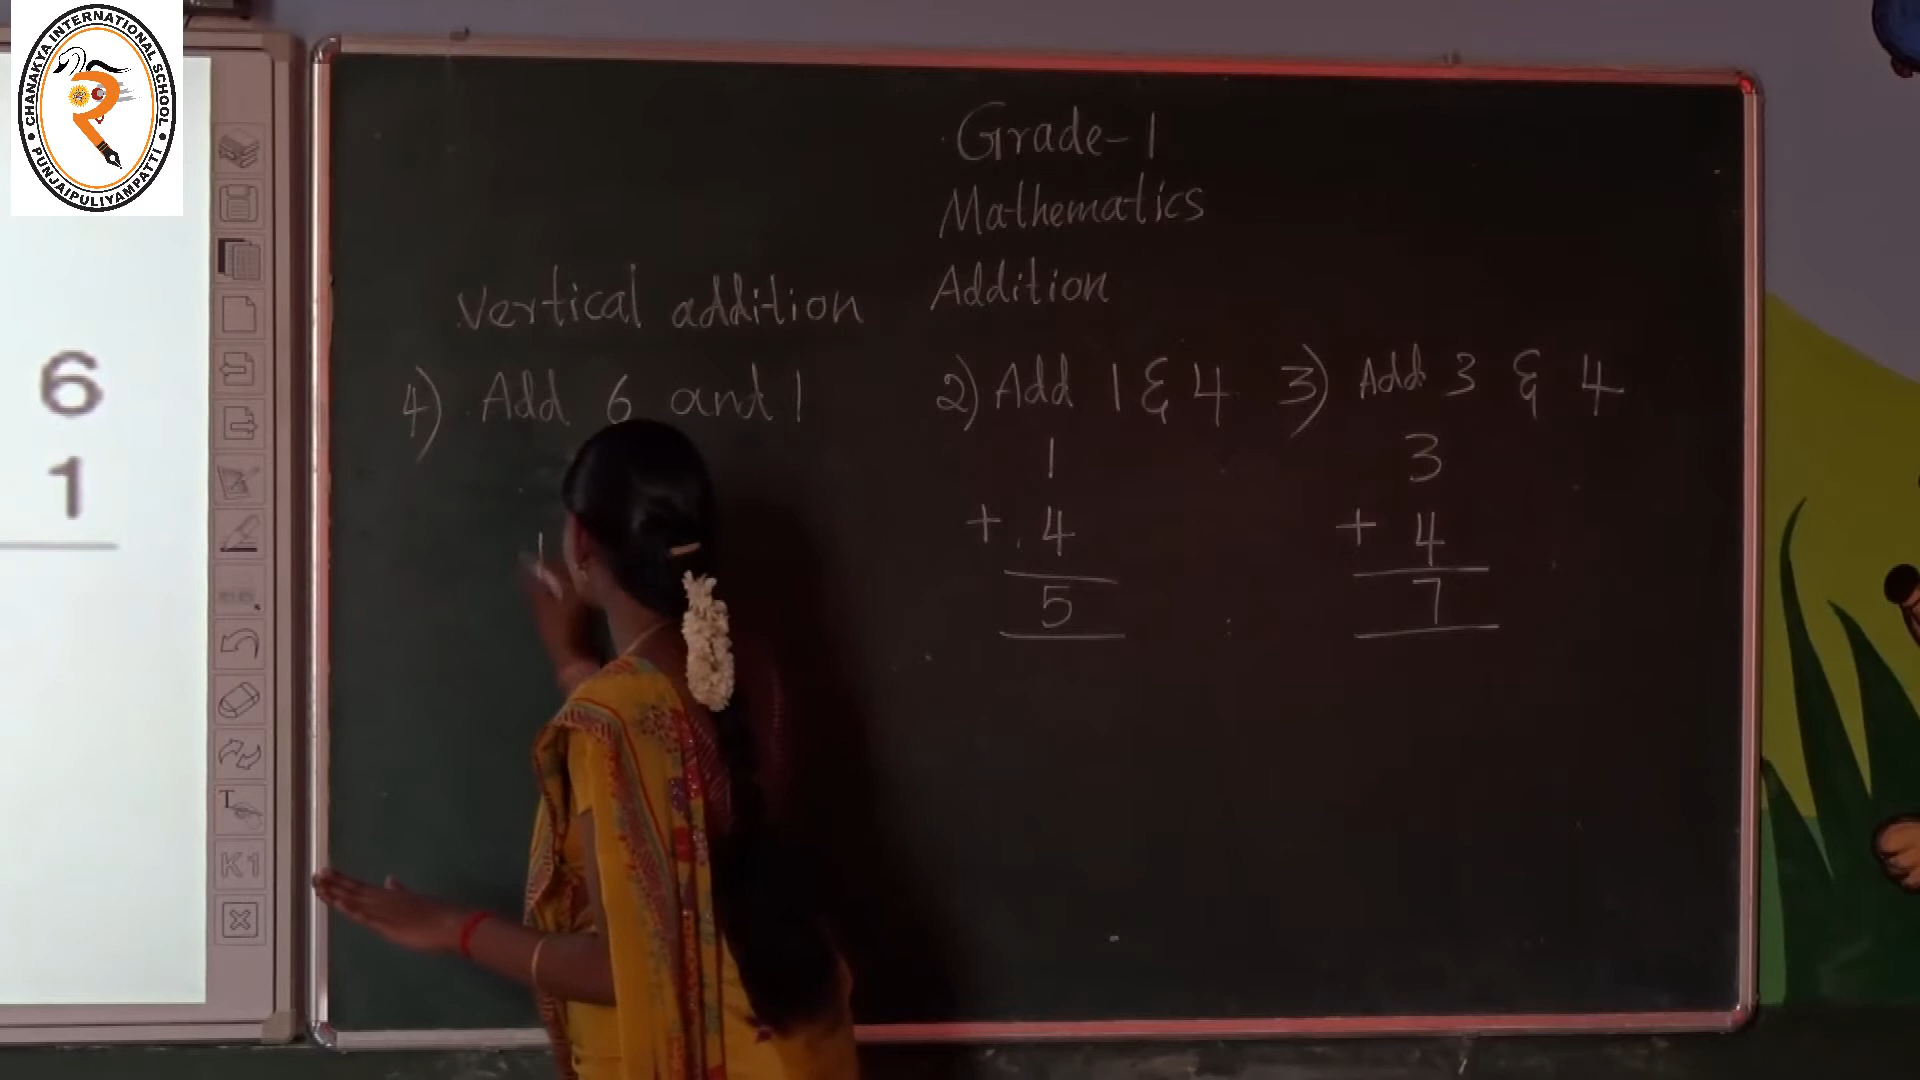 CHANAKYA INTERNATIONAL SCHOOL
• PUNJAIPULIYAMPATTI •
6
1
T
K1
Grade-1
Mathematics
Addition
Vertical addition
4) Add 6 and 1
2) Add 1 & 4
1
+ 4
5
3) Add 3 & 4
3
+ 4
7